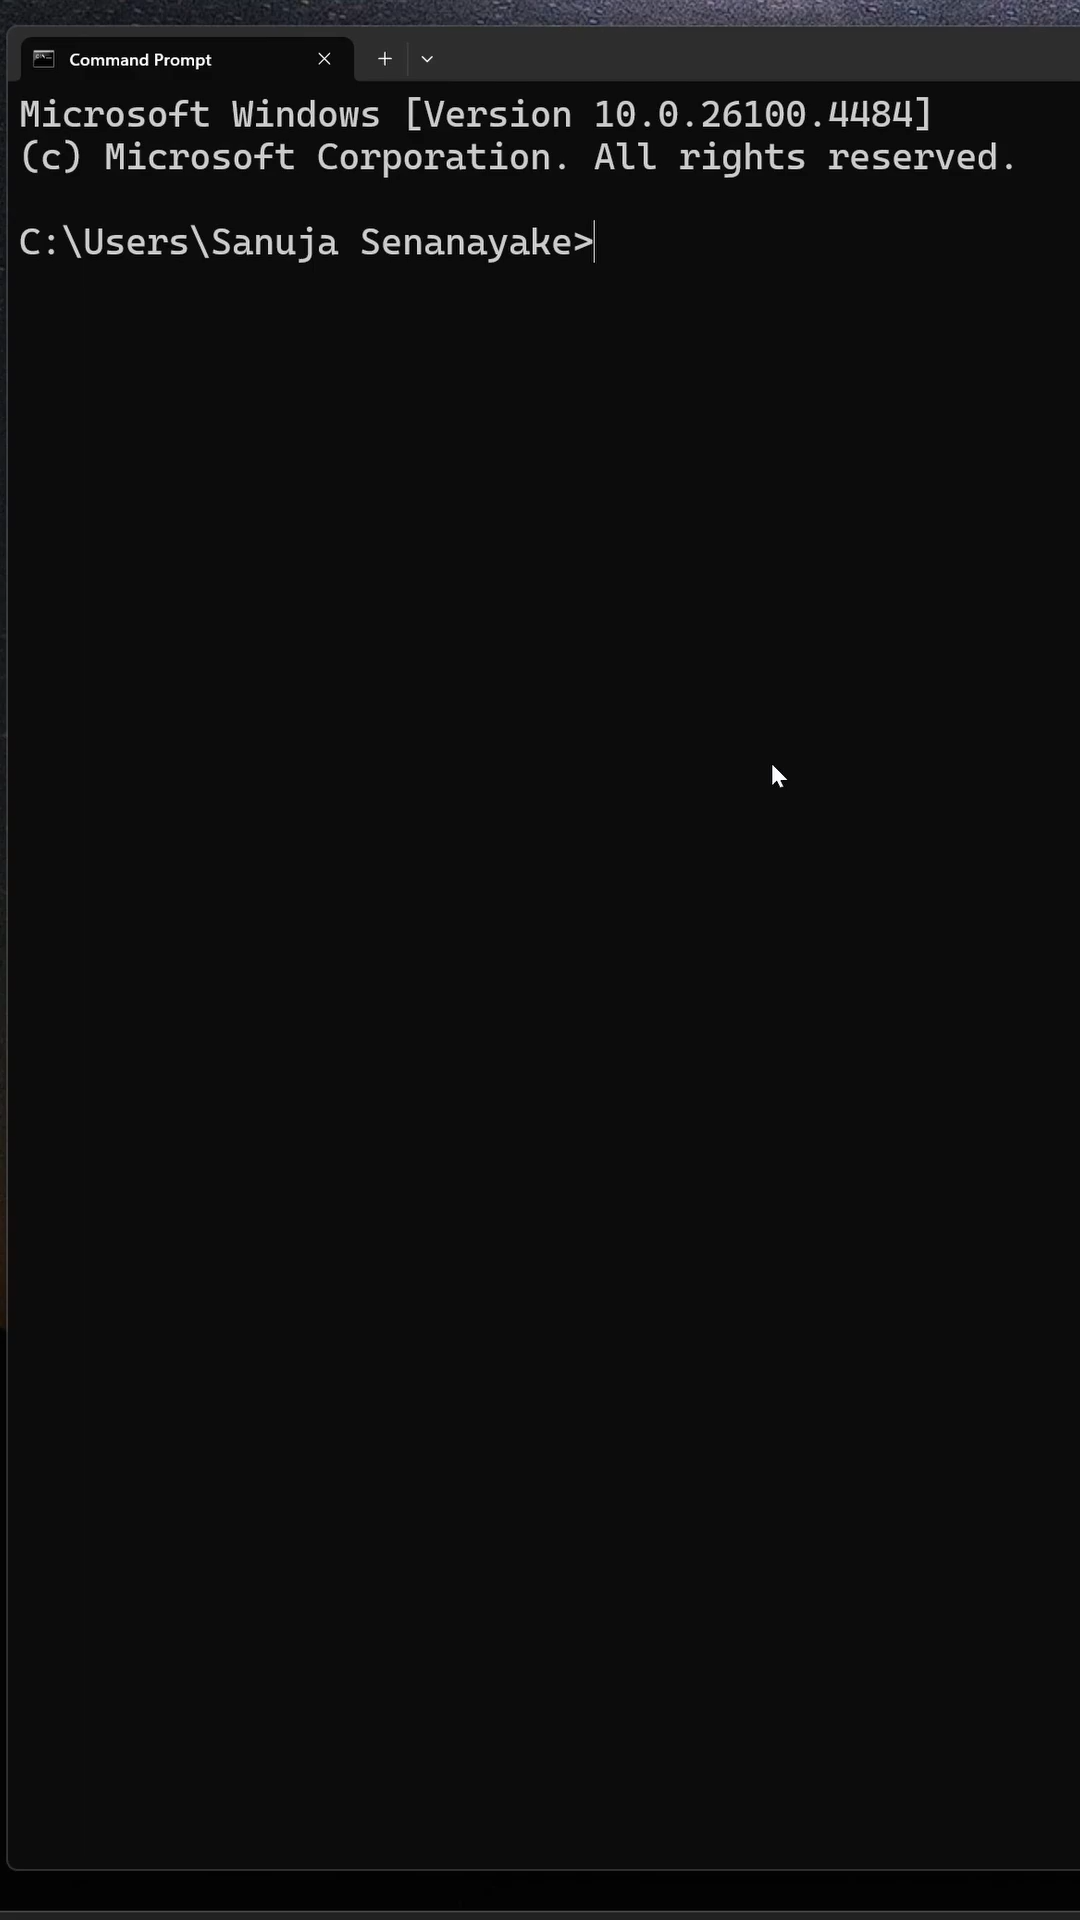 Command Prompt
Microsoft Windows [Version 10.0.26100.4484]
(c) Microsoft Corporation. All rights reserved.
C:\Users\Sanuja Senanayake>